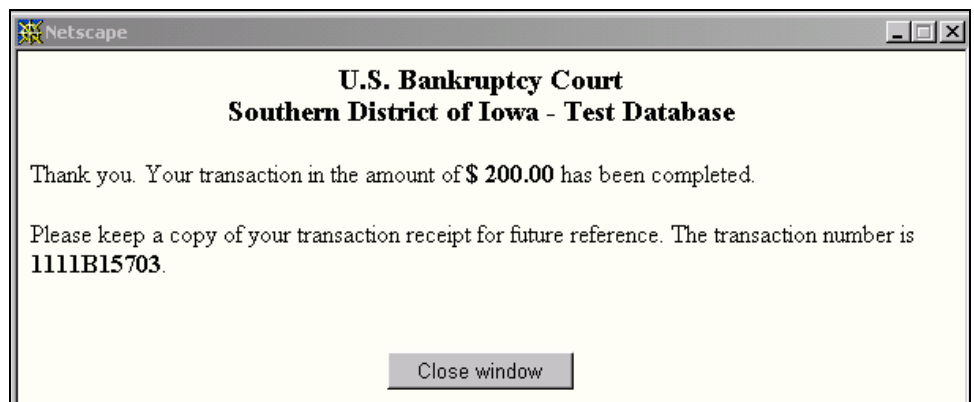 Netscape
U.S. Bankruptcy Court
Southern District of Iowa - Test Database
Thank you. Your transaction in the amount of $ 200.00 has been completed.
Please keep a copy of your transaction receipt for future reference. The transaction number is
1111B15703.
Close window